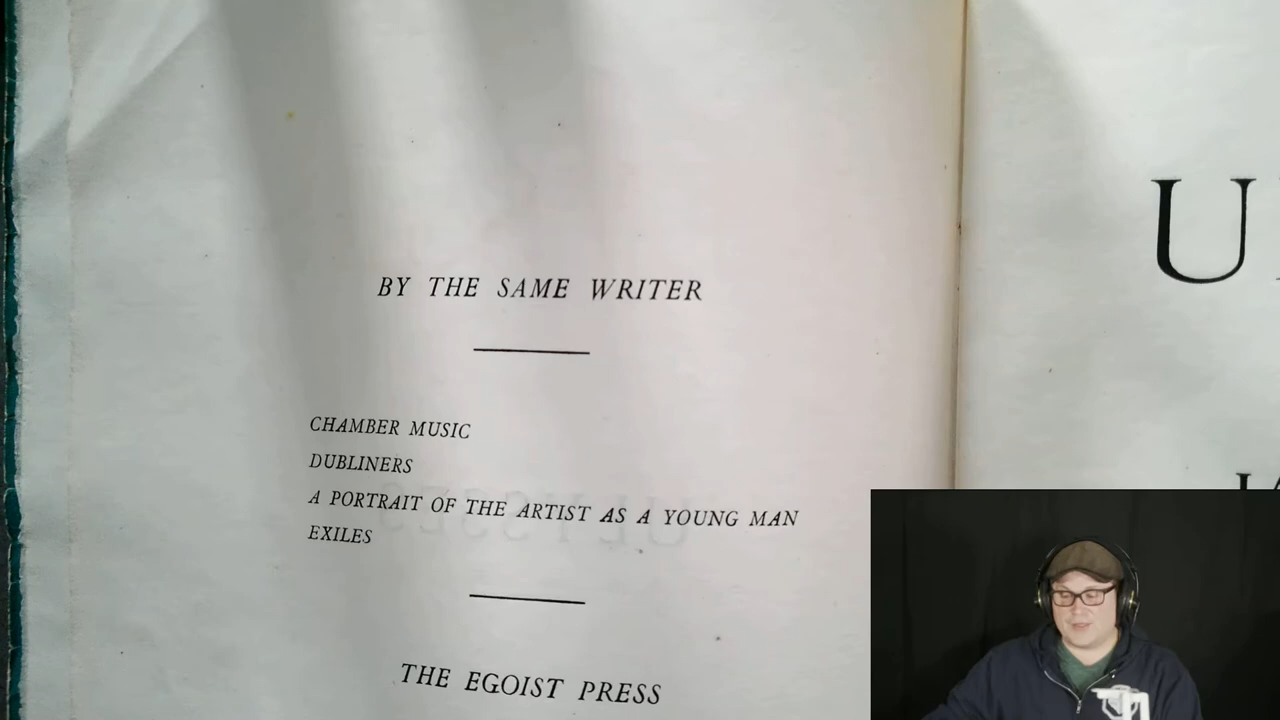 BY THE SAME WRITER
CHAMBER MUSIC
DUBLINERS
A PORTRAIT OF THE ARTIST AS A YOUNG MAN
EXILES
THE EGOIST PRESS